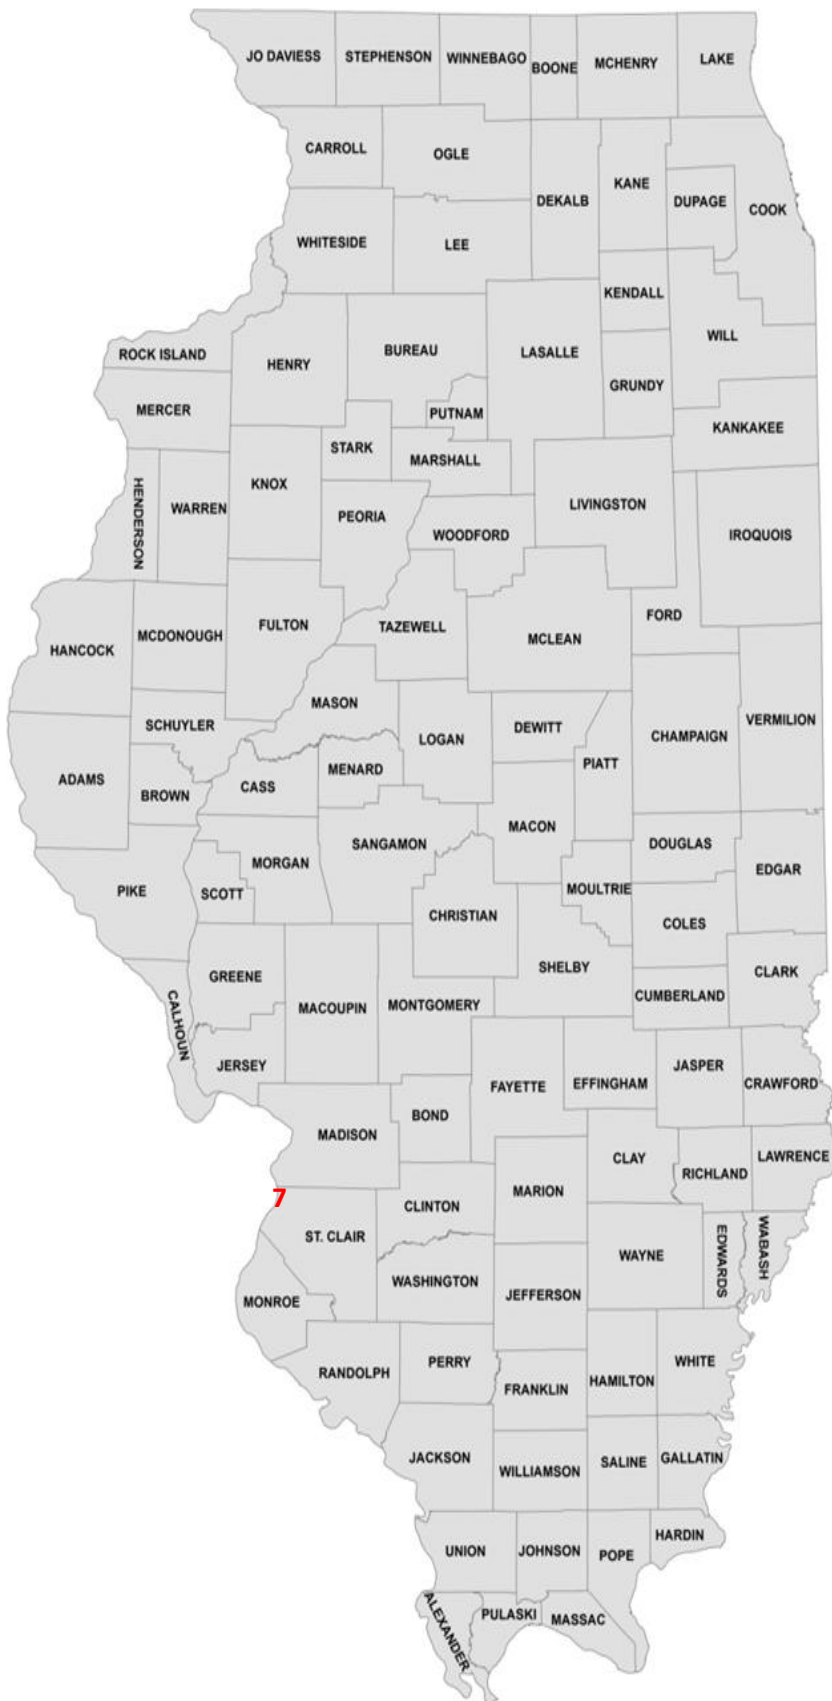 JO DAVIESS
STEPHENSON
WINNEBAGO
BOONE
MCHENRY
LAKE
CARROLL
OGLE
DEKALB
KANE
DUPAGE
COOK
WHITESIDE
LEE
KENDALL
WILL
ROCK ISLAND
HENRY
BUREAU
LASALLE
GRUNDY
MERCER
PUTNAM
KANKAKEE
STARK
MARSHALL
HENDERSON
WARREN
KNOX
PEORIA
WOODFORD
LIVINGSTON
IROQUOIS
HANCOCK
MCDONOUGH
FULTON
TAZEWELL
MCLEAN
FORD
SCHUYLER
MASON
LOGAN
DEWITT
PIATT
CHAMPAIGN
VERMILION
ADAMS
BROWN
CASS
MENARD
MACON
PIKE
SCOTT
MORGAN
SANGAMON
CHRISTIAN
MOULTRIE
DOUGLAS
EDGAR
COLES
SHELBY
CLARK
CALHOUN
GREENE
MACOUPIN
MONTGOMERY
CUMBERLAND
JERSEY
FAYETTE
EFFINGHAM
JASPER
CRAWFORD
MADISON
BOND
CLAY
RICHLAND
LAWRENCE
7
ST. CLAIR
CLINTON
MARION
WAYNE
EDWARDS
WABASH
MONROE
WASHINGTON
JEFFERSON
RANDOLPH
PERRY
FRANKLIN
HAMILTON
WHITE
JACKSON
WILLIAMSON
SALINE
GALLATIN
UNION
JOHNSON
POPE
HARDIN
ALEXANDER
PULASKI
MASSAC